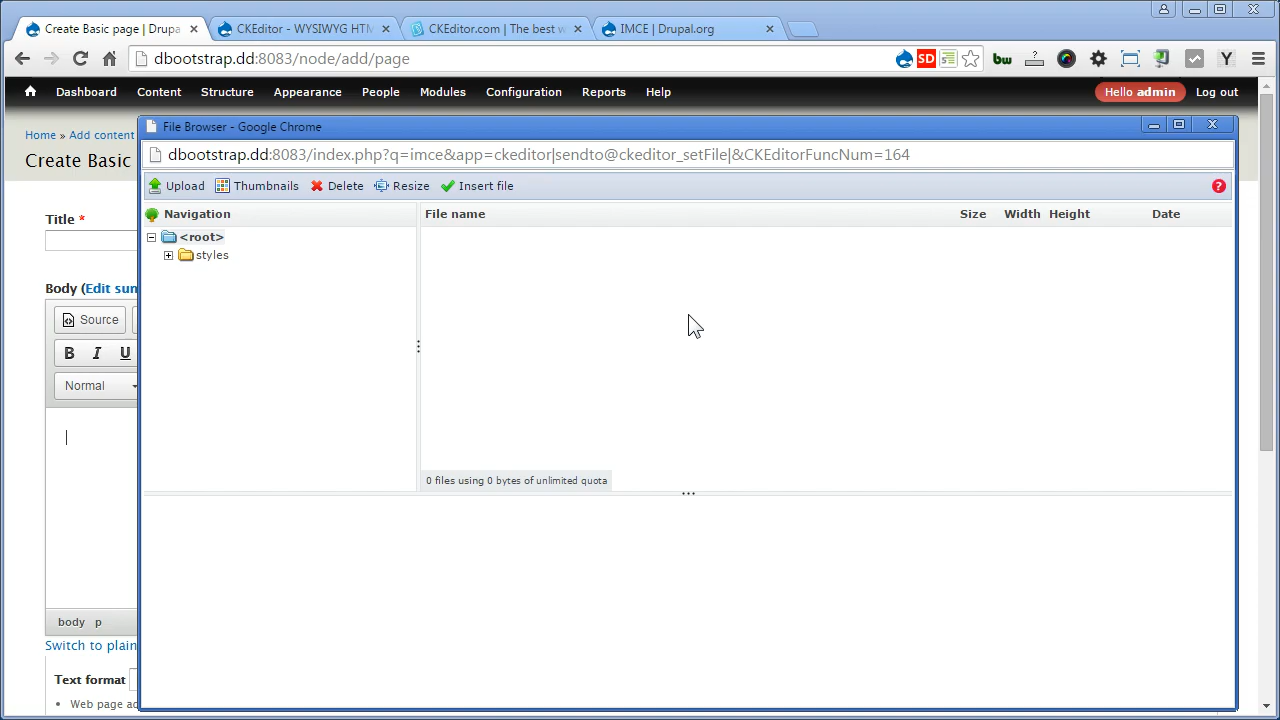 Create Basic page | Drupa
CKEditor - WYSIWYG HTM
CKEditor.com | The best w
IMCE | Drupal.org
dbootstrap.dd:8083/node/add/page
SD
bw
Y
Dashboard Content Structure Appearance People Modules Configuration Reports Help
Hello admin Log out
Home » Add content
Create Basic
File Browser - Google Chrome
dbootstrap.dd:8083/index.php?q=imce&app=ckeditor|sendto@ckeditor_setFile|&CKEditorFuncNum=164
Upload Thumbnails Delete Resize Insert file
?
Navigation
File name Size Width Height Date
<root>
styles
0 files using 0 bytes of unlimited quota
Title *
Body (Edit sum
Source
B I U
Normal
body p
Switch to plain
Text format
Web page ad